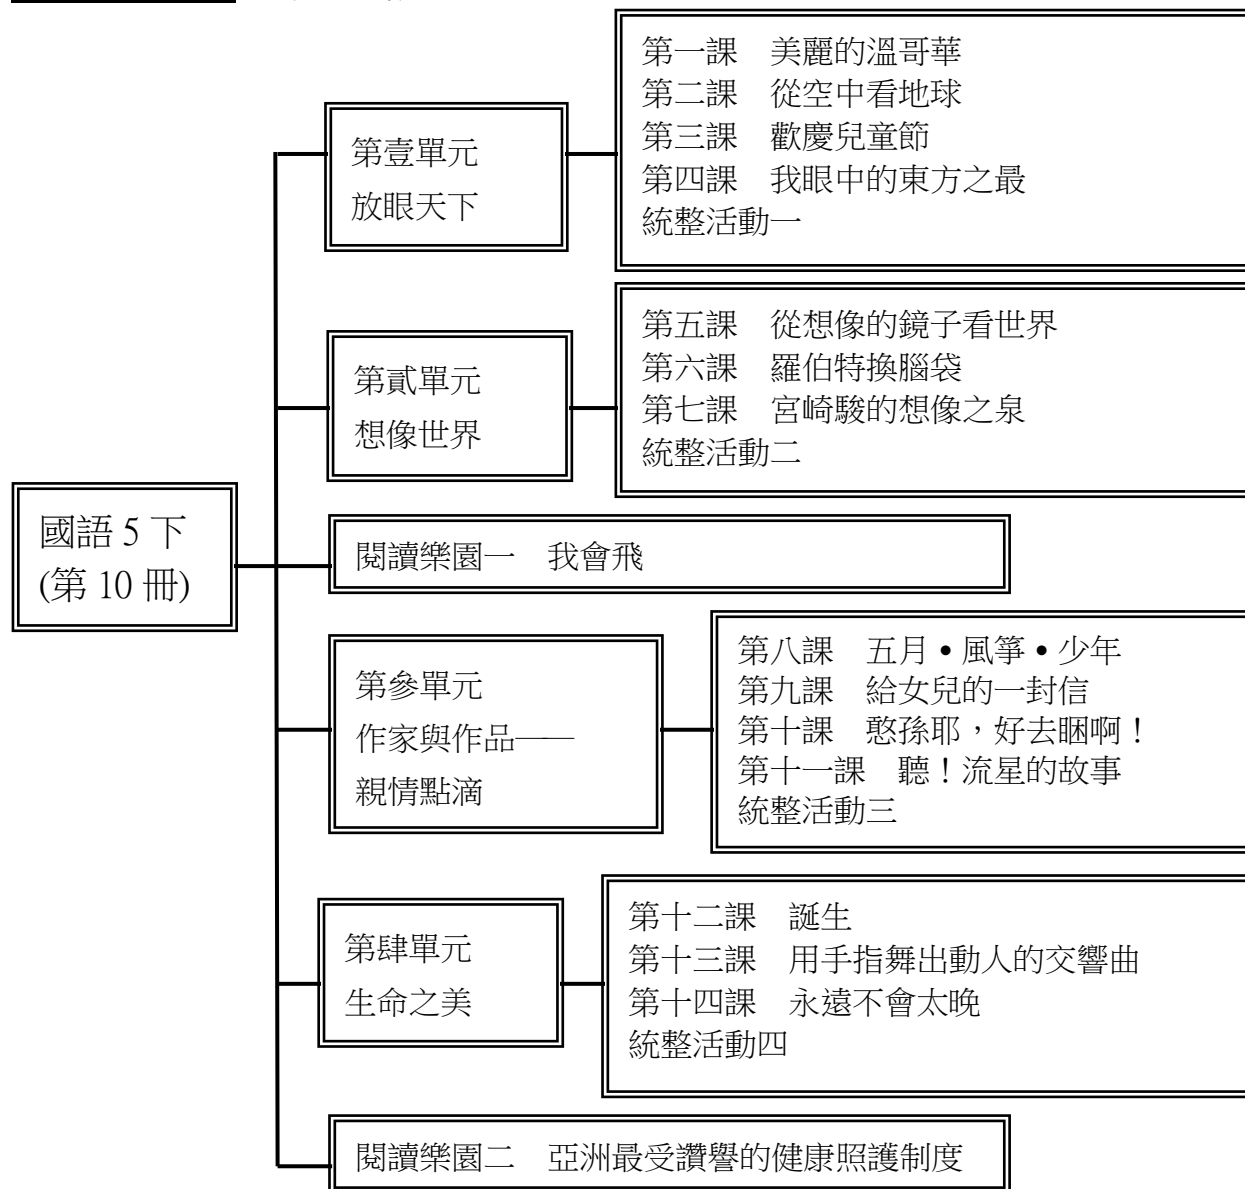 國語 5 下
(第 10 冊)
第壹單元
放眼天下
第一課　美麗的溫哥華
第二課　從空中看地球
第三課　歡慶兒童節
第四課　我眼中的東方之最
統整活動一
第貳單元
想像世界
第五課　從想像的鏡子看世界
第六課　羅伯特換腦袋
第七課　宮崎駿的想像之泉
統整活動二
閱讀樂園一　我會飛
第參單元
作家與作品——
親情點滴
第八課　五月•風箏•少年
第九課　給女兒的一封信
第十課　憨孫耶，好去睏啊！
第十一課　聽！流星的故事
統整活動三
第肆單元
生命之美
第十二課　誕生
第十三課　用手指舞出動人的交響曲
第十四課　永遠不會太晚
統整活動四
閱讀樂園二　亞洲最受讚譽的健康照護制度